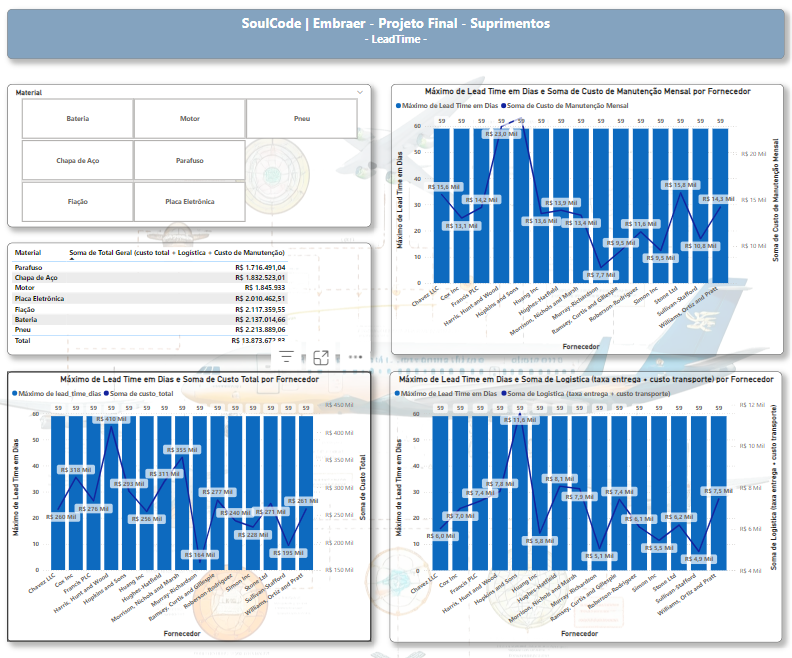 SoulCode | Embraer - Projeto Final - Suprimentos
- LeadTime -
Material
Bateria
Motor
Pneu
Chapa de Aço
Parafuso
Fiação
Placa Eletrônica
Material Soma de Total Geral (custo total + Logistica + Custo de Manutenção)
Parafuso R$ 1.716.491,04
Chapa de Aço R$ 1.832.523,01
Motor R$ 1.845.933
Placa Eletrônica R$ 2.010.462,51
Fiação R$ 2.117.359,55
Bateria R$ 2.137.014,66
Pneu R$ 2.213.889,06
Total R$ 13.873.672,83
Máximo de Lead Time em Dias e Soma de Custo de Manutenção Mensal por Fornecedor
Máximo de Lead Time em Dias Soma de Custo de Manutenção Mensal
59 59 59 59 59 59 59 59 59 59 59 59 59 59 59
60
50
40
30
20
10
0
Máximo de Lead Time em Dias
R$ 15,6 Mil
R$ 13,1 Mil
R$ 14,2 Mil
R$ 23,0 Mil
R$ 13,6 Mil
R$ 13,9 Mil
R$ 13,4 Mil
R$ 7,7 Mil
R$ 9,5 Mil
R$ 11,6 Mil
R$ 9,5 Mil
R$ 15,8 Mil
R$ 10,8 Mil
R$ 14,3 Mil
R$ 20 Mil
R$ 15 Mil
R$ 10 Mil
Soma de Custo de Manutenção Mensal
Chavez LLC
Cox Inc
Francis PLC
Harris, Hunt and Wood
Hopkins and Sons
Huang Inc
Hughes-Hatfield
Morrison, Nichols and Marsh
Murray-Richardson
Ramsey, Curtis and Gillespie
Roberson-Rodriguez
Simon Inc
Stone Ltd
Sullivan-Stafford
Williams, Ortiz and Pratt
Fornecedor
Máximo de Lead Time em Dias e Soma de Custo Total por Fornecedor
Máximo de lead_time_dias Soma de custo_total
59 59 59 59 59 59 59 59 59 59 59 59 59 59 59
60
50
40
30
20
10
0
Máximo de Lead Time em Dias
R$ 260 Mil
R$ 318 Mil
R$ 276 Mil
R$ 410 Mil
R$ 293 Mil
R$ 256 Mil
R$ 311 Mil
R$ 355 Mil
R$ 164 Mil
R$ 277 Mil
R$ 240 Mil
R$ 228 Mil
R$ 271 Mil
R$ 195 Mil
R$ 261 Mil
R$ 450 Mil
R$ 400 Mil
R$ 350 Mil
R$ 300 Mil
R$ 250 Mil
R$ 200 Mil
R$ 150 Mil
Soma de Custo Total
Chavez LLC
Cox Inc
Francis PLC
Harris, Hunt and Wood
Hopkins and Sons
Huang Inc
Hughes-Hatfield
Morrison, Nichols and Marsh
Murray-Richardson
Ramsey, Curtis and Gillespie
Roberson-Rodriguez
Simon Inc
Stone Ltd
Sullivan-Stafford
Williams, Ortiz and Pratt
Fornecedor
Máximo de Lead Time em Dias e Soma de Logistica (taxa entrega + custo transporte) por Fornecedor
Máximo de Lead Time em Dias Soma de Logistica (taxa entrega + custo transporte)
59 59 59 59 59 59 59 59 59 59 59 59 59 59 59
60
50
40
30
20
10
0
Máximo de Lead Time em Dias
R$ 6,0 Mil
R$ 7,0 Mil
R$ 7,4 Mil
R$ 7,8 Mil
R$ 11,6 Mil
R$ 5,8 Mil
R$ 8,1 Mil
R$ 7,9 Mil
R$ 5,1 Mil
R$ 7,4 Mil
R$ 6,1 Mil
R$ 5,5 Mil
R$ 6,2 Mil
R$ 4,9 Mil
R$ 7,5 Mil
R$ 12 Mil
R$ 10 Mil
R$ 8 Mil
R$ 6 Mil
R$ 4 Mil
Soma de Logistica (taxa entrega + custo transporte)
Chavez LLC
Cox Inc
Francis PLC
Harris, Hunt and Wood
Hopkins and Sons
Huang Inc
Hughes-Hatfield
Morrison, Nichols and Marsh
Murray-Richardson
Ramsey, Curtis and Gillespie
Roberson-Rodriguez
Simon Inc
Stone Ltd
Sullivan-Stafford
Williams, Ortiz and Pratt
Fornecedor